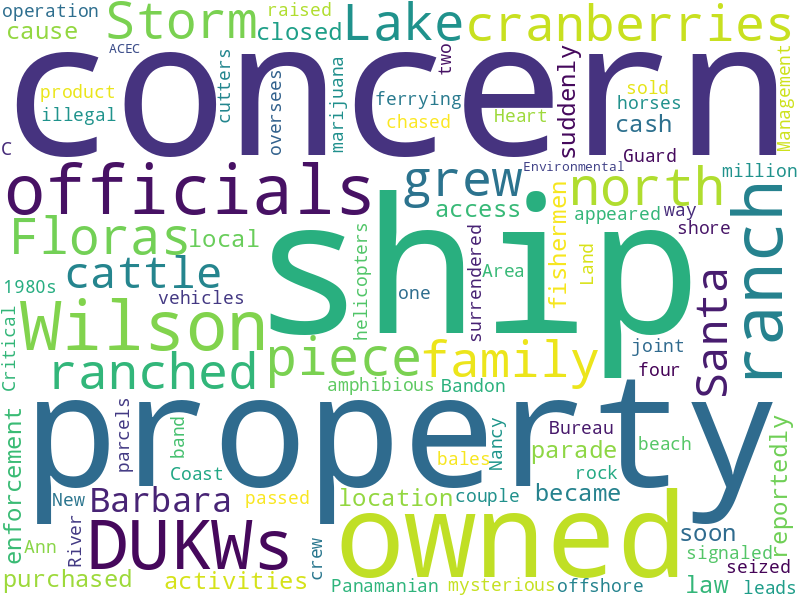 operation
Storm
raised
Lake
cranberries
cause
closed
ACEC
concern
product
illegal
cutters
oversees
marijuana
ferrying
chased
two
Heart
suddenly
sold
horses
cash
Management
C
Guard
officials
grew
Environmental
north
million
access
appeared
way
shore
Floras
local
ship
ranch
cattle
1980s
vehicles
helicopters
one
surrendered
Area
fishermen
Land
Santa
Wilson
Critical
ranched
piece
family
joint
four
amphibious
Bandon
property
enforcement
parcels
band
Coast
bales
Nancy
Bureau
parade
beach
rock
reportedly
New
Barbara
passed
location
couple
became
River
Ann
DUKWs
crew
owned
soon
signaled
seized
purchased
activities
Panamanian
mysterious
offshore
law
leads